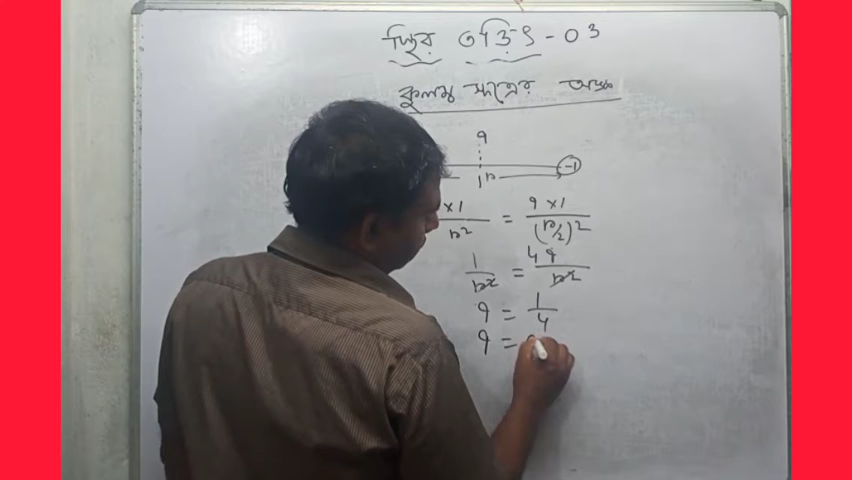 স্থির তড়িৎ - 03
কুলম্ব সূত্রের অঙ্ক
q
r
-1
× 1 / r² = q × 1 / (r/2)²
1 / r² = 4q / r²
q = 1 / 4
q =